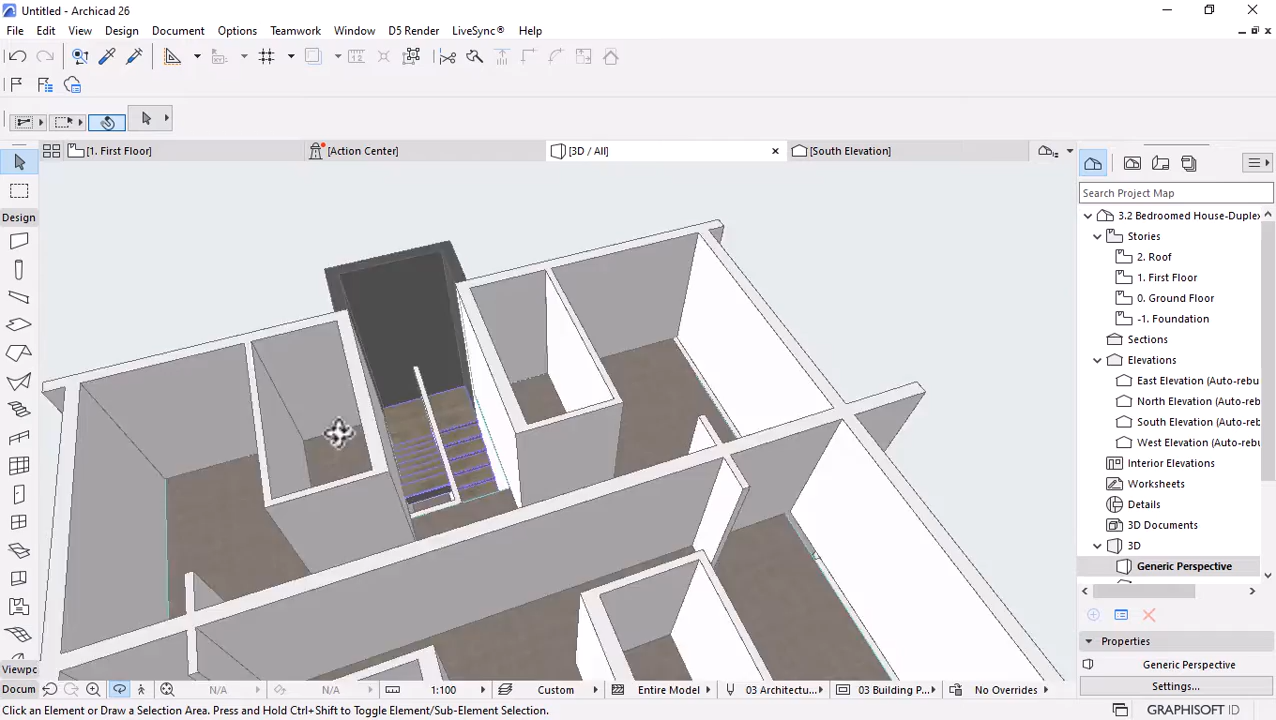 Untitled - Archicad 26
File Edit View Design Document Options Teamwork Window D5 Render LiveSync® Help
[1. First Floor]
[Action Center]
[3D / All]
[South Elevation]
Search Project Map
Design
3.2 Bedroomed House-Duplex
Stories
2. Roof
1. First Floor
0. Ground Floor
-1. Foundation
Sections
Elevations
East Elevation (Auto-rebu
North Elevation (Auto-reb
South Elevation (Auto-reb
West Elevation (Auto-rebu
Interior Elevations
Worksheets
Details
3D Documents
3D
Generic Perspective
Properties
Generic Perspective
Settings...
Viewpc
Docum
N/A
N/A
1:100
Custom
Entire Model
03 Architectu...
03 Building P...
No Overrides
Click an Element or Draw a Selection Area. Press and Hold Ctrl+Shift to Toggle Element/Sub-Element Selection.
GRAPHISOFT ID